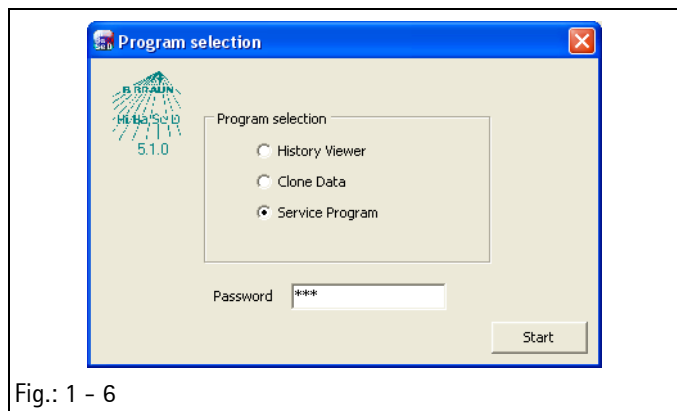 Program selection
B.BRAUN
HiBaSeD
5.1.0
Program selection
History Viewer
Clone Data
Service Program
Password ***
Start
Fig.: 1 - 6